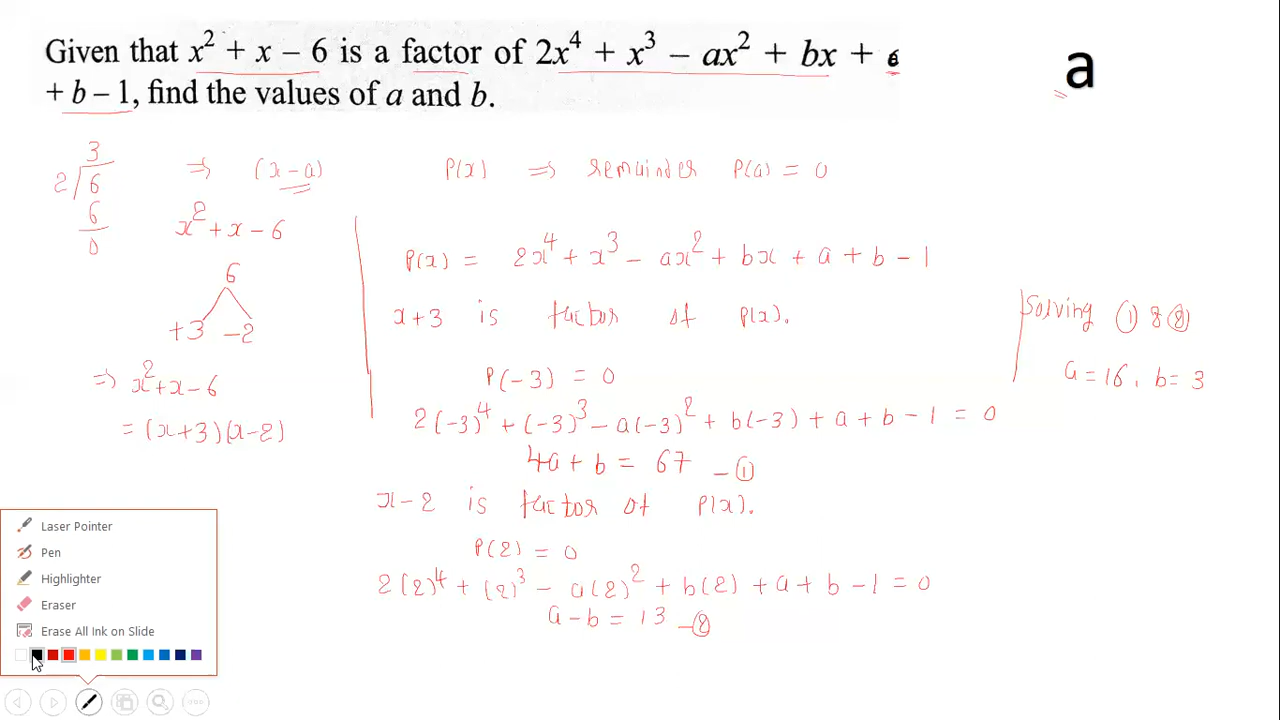 Given that x² + x − 6 is a factor of 2x⁴ + x³ − ax² + bx +
+ b − 1, find the values of a and b.
a
3
2 6
6
0
⇒ (x-a)
P(x) ⇒ remainder P(a) = 0
x² + x - 6
6
+3 -2
⇒ x² + x - 6
= (x+3)(x-2)
P(x) = 2x⁴ + x³ - ax² + bx + a + b - 1
x+3 is factor of P(x).
P(-3) = 0
2(-3)⁴ + (-3)³ - a(-3)² + b(-3) + a + b - 1 = 0
4a + b = 67 - ①
x-2 is factor of P(x).
P(2) = 0
2(2)⁴ + (2)³ - a(2)² + b(2) + a + b - 1 = 0
a - b = 13 - ②
Solving ① & ②
a = 16, b = 3
Laser Pointer
Pen
Highlighter
Eraser
Erase All Ink on Slide